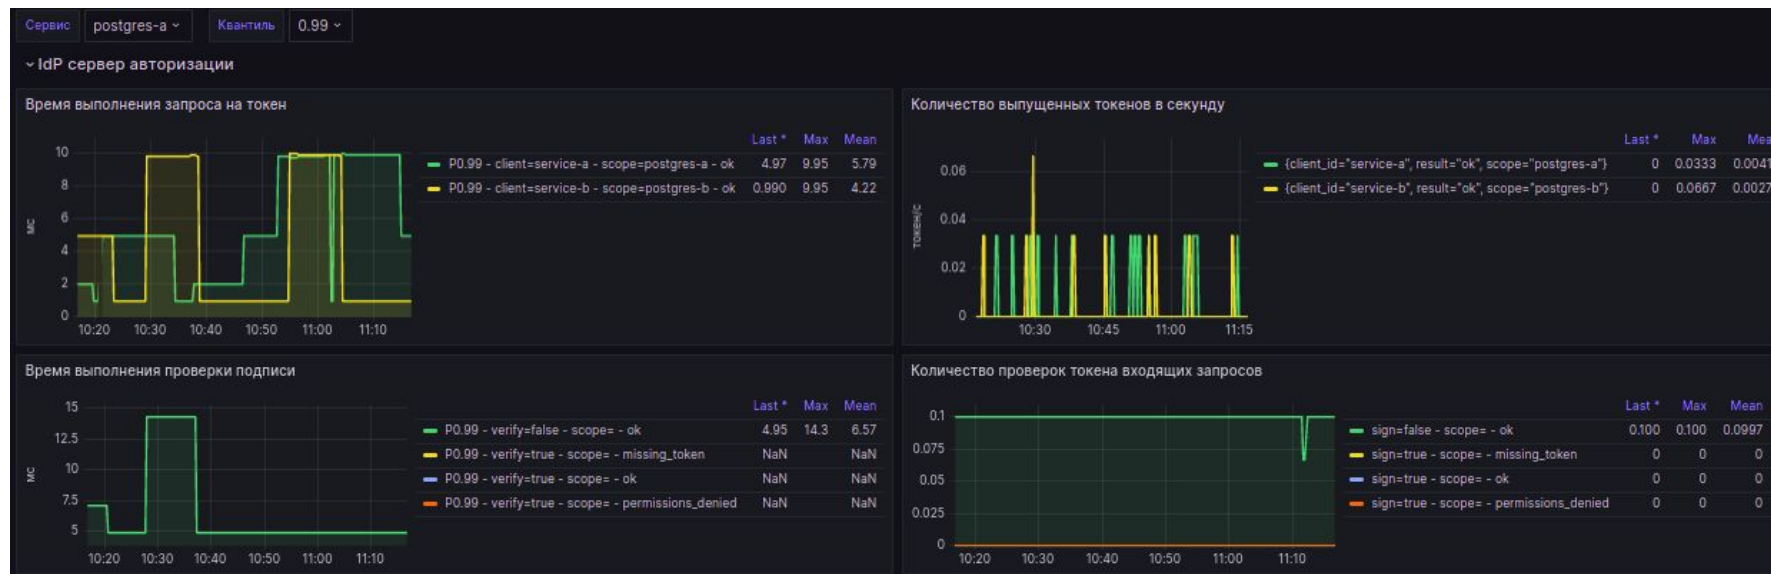 Сервис postgres-a Квантиль 0.99
IdP сервер авторизации
Время выполнения запроса на токен
Last * Max Mean
P0.99 - client=service-a - scope=postgres-a - ok 4.97 9.95 5.79
P0.99 - client=service-b - scope=postgres-b - ok 0.990 9.95 4.22
мс
10
8
6
4
2
0
10:20 10:30 10:40 10:50 11:00 11:10
Количество выпущенных токенов в секунду
Last * Max Mea
{client_id="service-a", result="ok", scope="postgres-a"} 0 0.0333 0.0041
{client_id="service-b", result="ok", scope="postgres-b"} 0 0.0667 0.0027
токен/с
0.06
0.04
0.02
0
10:30 10:45 11:00 11:15
Время выполнения проверки подписи
Last * Max Mean
P0.99 - verify=false - scope= - ok 4.95 14.3 6.57
P0.99 - verify=true - scope= - missing_token NaN NaN
P0.99 - verify=true - scope= - ok NaN NaN
P0.99 - verify=true - scope= - permissions_denied NaN NaN
мс
15
12.5
10
7.5
5
10:20 10:30 10:40 10:50 11:00 11:10
Количество проверок токена входящих запросов
Last * Max Mean
sign=false - scope= - ok 0.100 0.100 0.0997
sign=true - scope= - missing_token 0 0 0
sign=true - scope= - ok 0 0 0
sign=true - scope= - permissions_denied 0 0 0
0.1
0.075
0.05
0.025
0
10:20 10:30 10:40 10:50 11:00 11:10